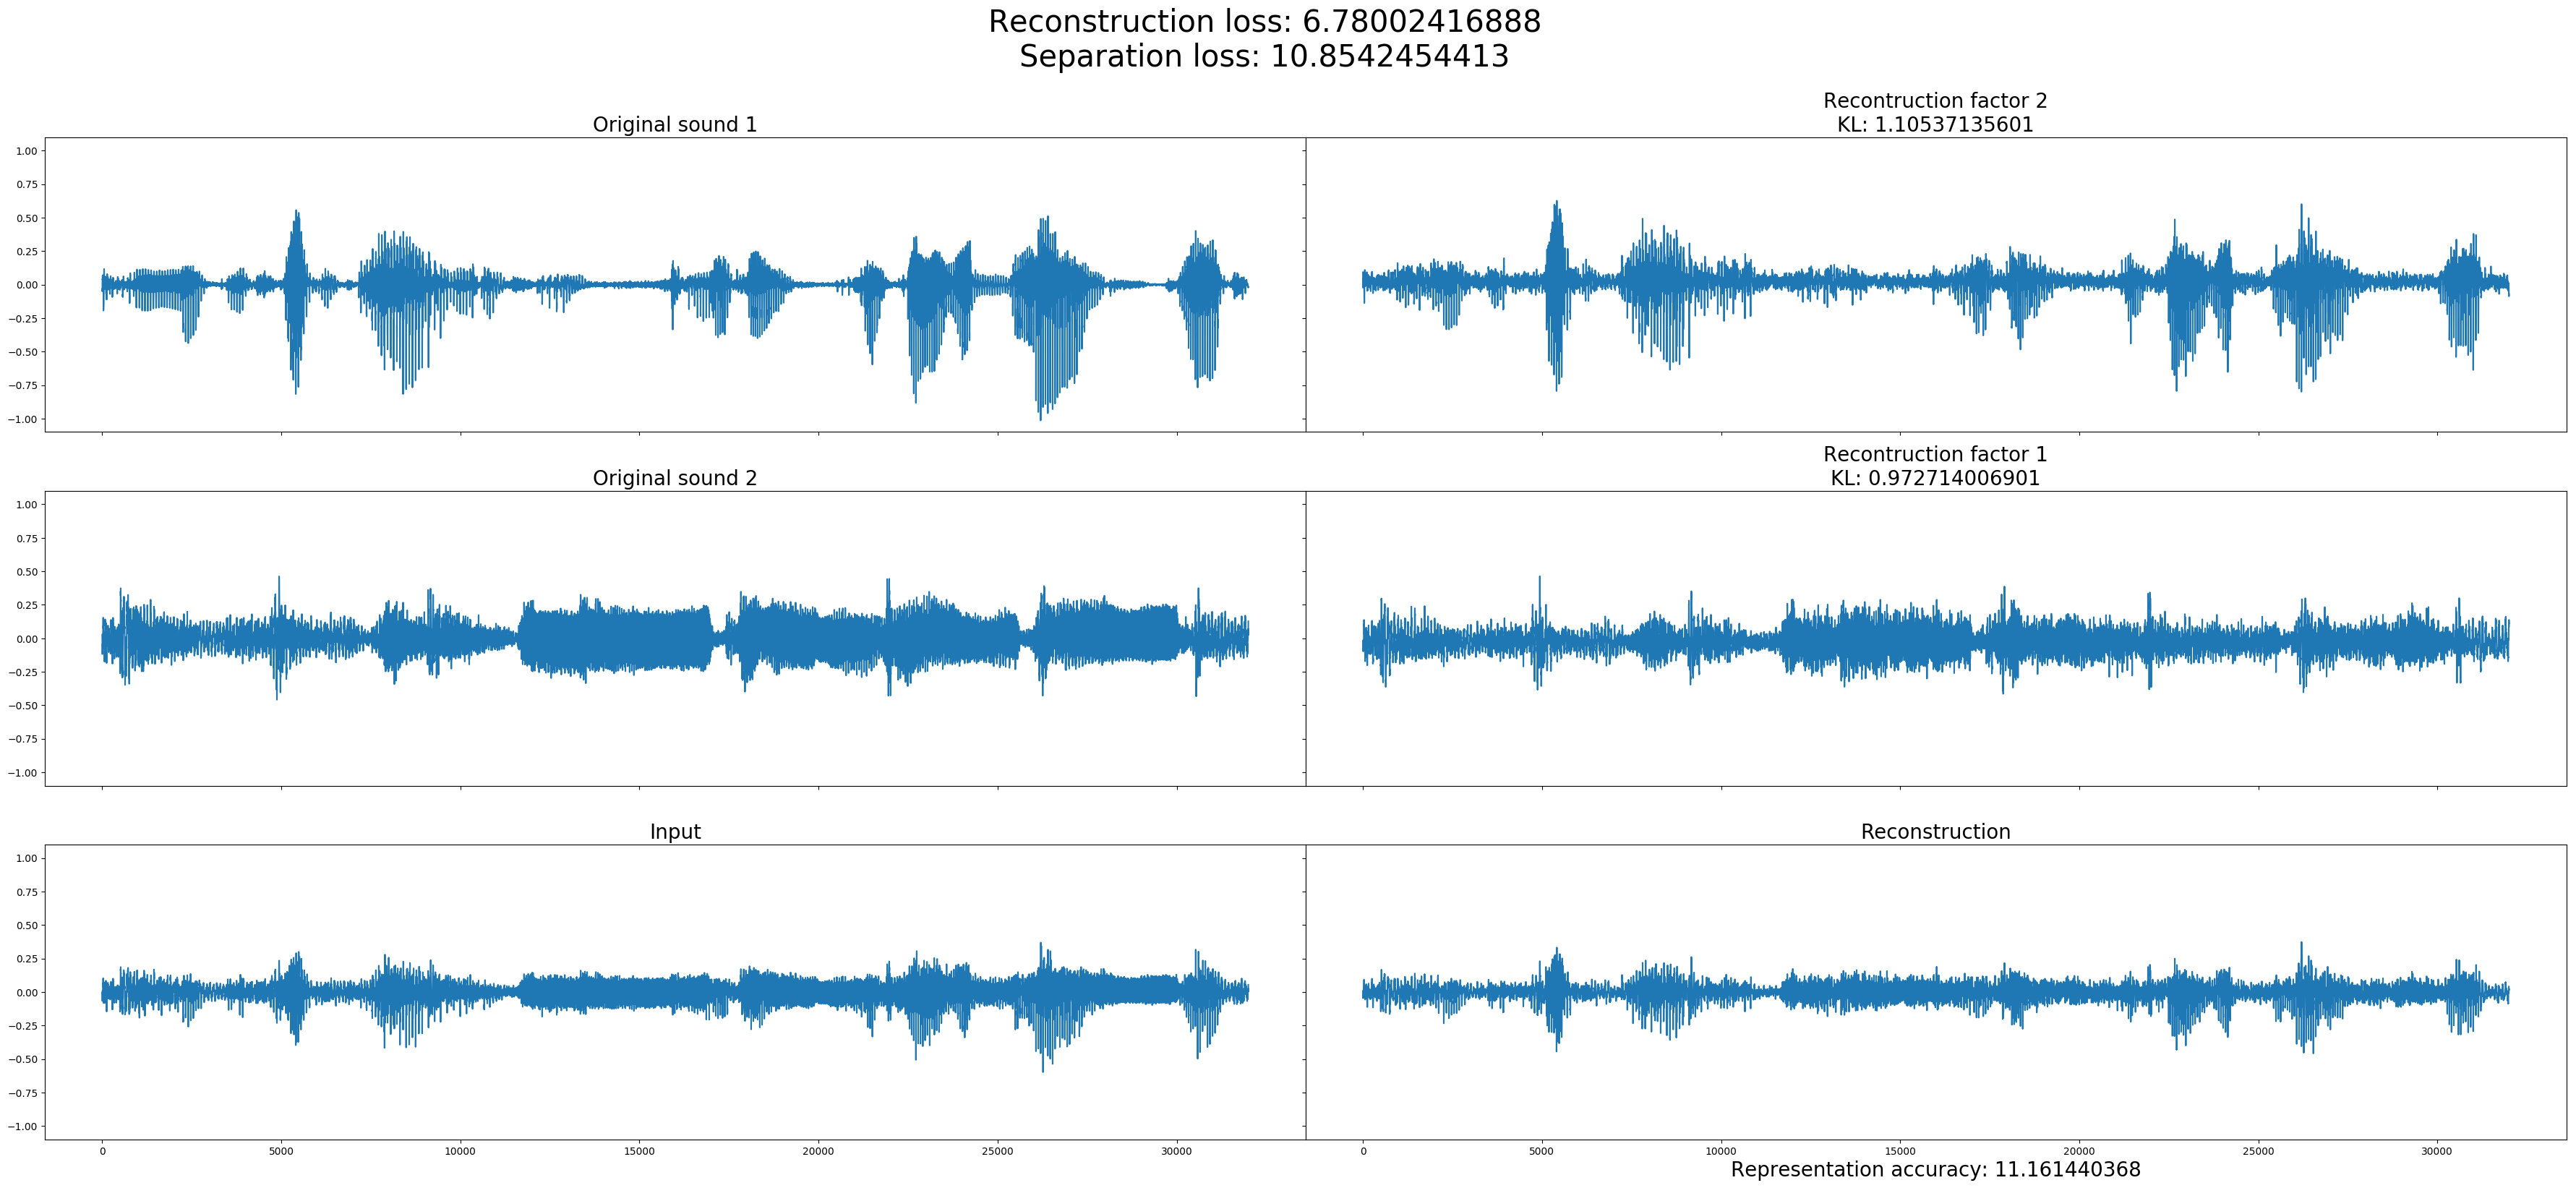 Reconstruction loss: 6.78002416888
Separation loss: 10.8542454413
Original sound 1
Recontruction factor 2
KL: 1.10537135601
1.00
0.75
0.50
0.25
0.00
−0.25
−0.50
−0.75
−1.00
Original sound 2
Recontruction factor 1
KL: 0.972714006901
1.00
0.75
0.50
0.25
0.00
−0.25
−0.50
−0.75
−1.00
Input
Reconstruction
1.00
0.75
0.50
0.25
0.00
−0.25
−0.50
−0.75
−1.00
0 5000 10000 15000 20000 25000 30000
0 5000 10000 15000 20000 25000 30000
Representation accuracy: 11.161440368